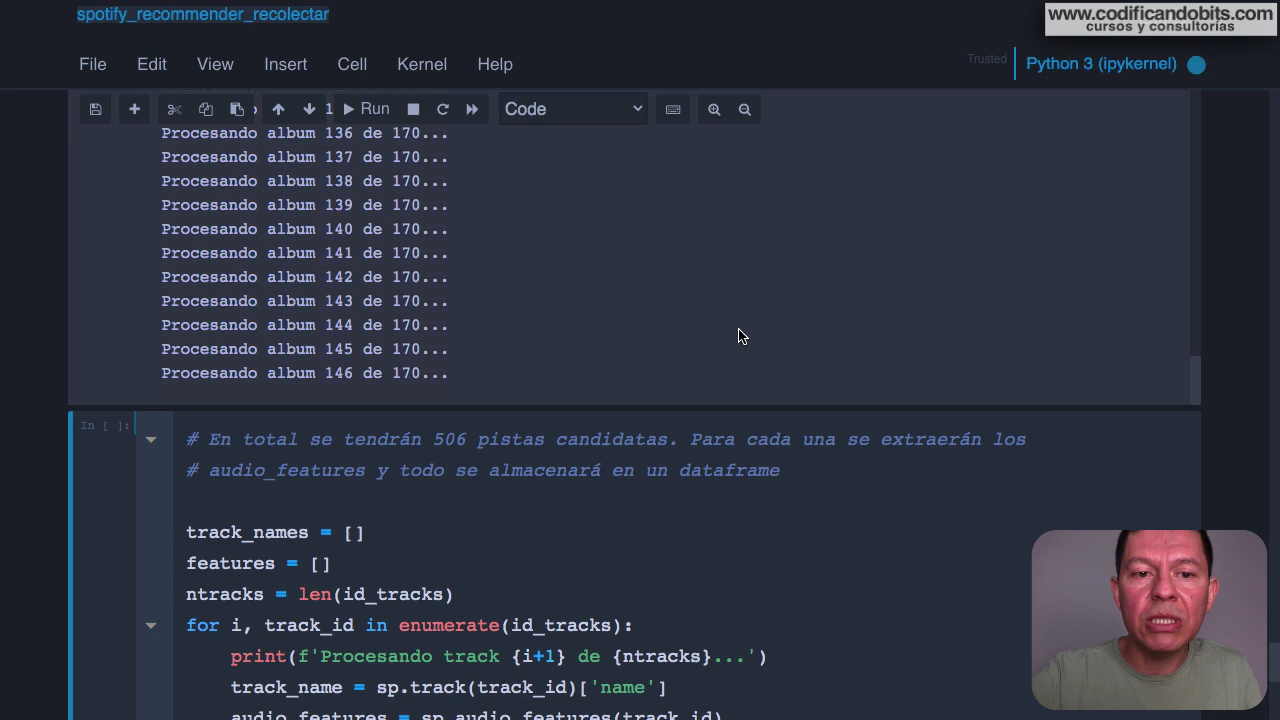 spotify_recommender_recolectar
www.codificandobits.com
cursos y consultorías
File Edit View Insert Cell Kernel Help
Trusted
Python 3 (ipykernel)
Run
Code
Procesando album 136 de 170...
Procesando album 137 de 170...
Procesando album 138 de 170...
Procesando album 139 de 170...
Procesando album 140 de 170...
Procesando album 141 de 170...
Procesando album 142 de 170...
Procesando album 143 de 170...
Procesando album 144 de 170...
Procesando album 145 de 170...
Procesando album 146 de 170...
In [ ]:
# En total se tendrán 506 pistas candidatas. Para cada una se extraerán los
# audio_features y todo se almacenará en un dataframe
track_names = []
features = []
ntracks = len(id_tracks)
for i, track_id in enumerate(id_tracks):
print(f'Procesando track {i+1} de {ntracks}...')
track_name = sp.track(track_id)['name']
audio_features = sp.audio_features(track_id)